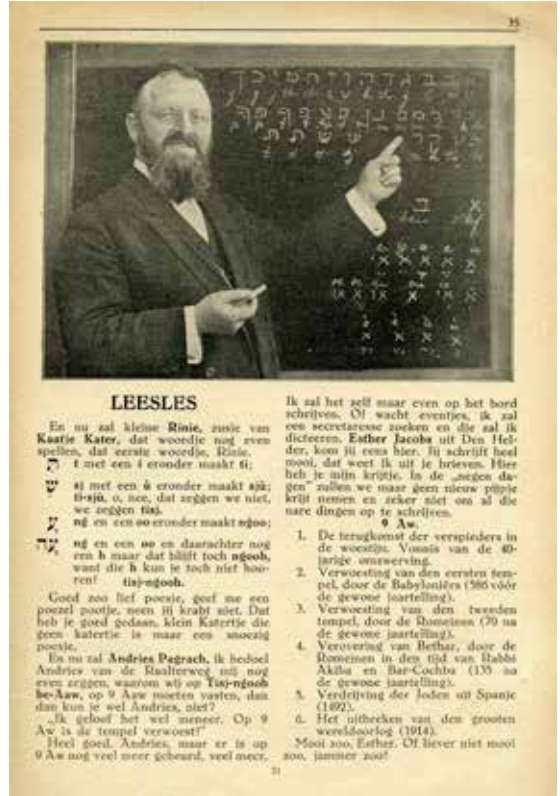 35
LEESLES
En nu zal kleine Rinie, zusie van
Kaatje Kater, dat woordje nog even
spellen, dat eerste woordje, Rinie.
תִּ t met een i eronder maakt ti;
שְׁ sj met een ù eronder maakt sjù;
ti-sjù, o, nee, dat zeggen we niet,
we zeggen tisj.
עָ ng en een oo eronder maakt ngoo;
עָה ng en een oo en daarachter nog
een h maar dat blijft toch ngooh,
want die h kun je toch niet hoo-
ren! tisj-ngooh.
Goed zoo lief poesje, geef me een
poezel pootje, neen jij krabt niet. Dat
heb je goed gedaan, klein Katertje die
geen katertje is maar een snoezig
poesje.
En nu zal Andries Pagrach, ik bedoel
Andries van de Raalterweg mij nog
even zeggen, waarom wij op Tisj-ngooh
be-Aaw, op 9 Aw moeten vasten, dan
dan kun je wel Andries, niet?
„Ik geloof het wel meneer. Op 9
Aw is de tempel verwoest!"
Heel goed, Andries, maar er is op
9 Aw nog veel meer gebeurd, veel meer.
Ik zal het zelf maar even op het bord
schrijven. Of wacht eventjes, ik zal
een secretaresse zoeken en die zal ik
dicteeren. Esther Jacobs uit Den Hel-
der, kom jij eens hier. Jij schrijft heel
mooi, dat weet ik uit je brieven. Hier
heb je mijn krijtje. In de „negen da-
gen" zullen we maar geen nieuw pijpje
krijt nemen en zeker niet om al die
nare dingen op te schrijven.
9 Aw.
1. De terugkomst der verspieders in
de woestijn. Vonnis van de 40-
jarige omzwerving.
2. Verwoesting van den eersten tem-
pel, door de Babyloniërs (586 vóór
de gewone jaartelling).
3. Verwoesting van den tweeden
tempel, door de Romeinen (70 na
de gewone jaartelling).
4. Verovering van Bethar, door de
Romeinen in den tijd van Rabbi
Akiba en Bar-Cochba (135 na
de gewone jaartelling).
5. Verdrijving der Joden uit Spanje
(1492).
6. Het uitbreken van den grooten
wereldoorlog (1914).
Mooi zoo, Esther. Of liever niet mooi
zoo, jammer zoo!